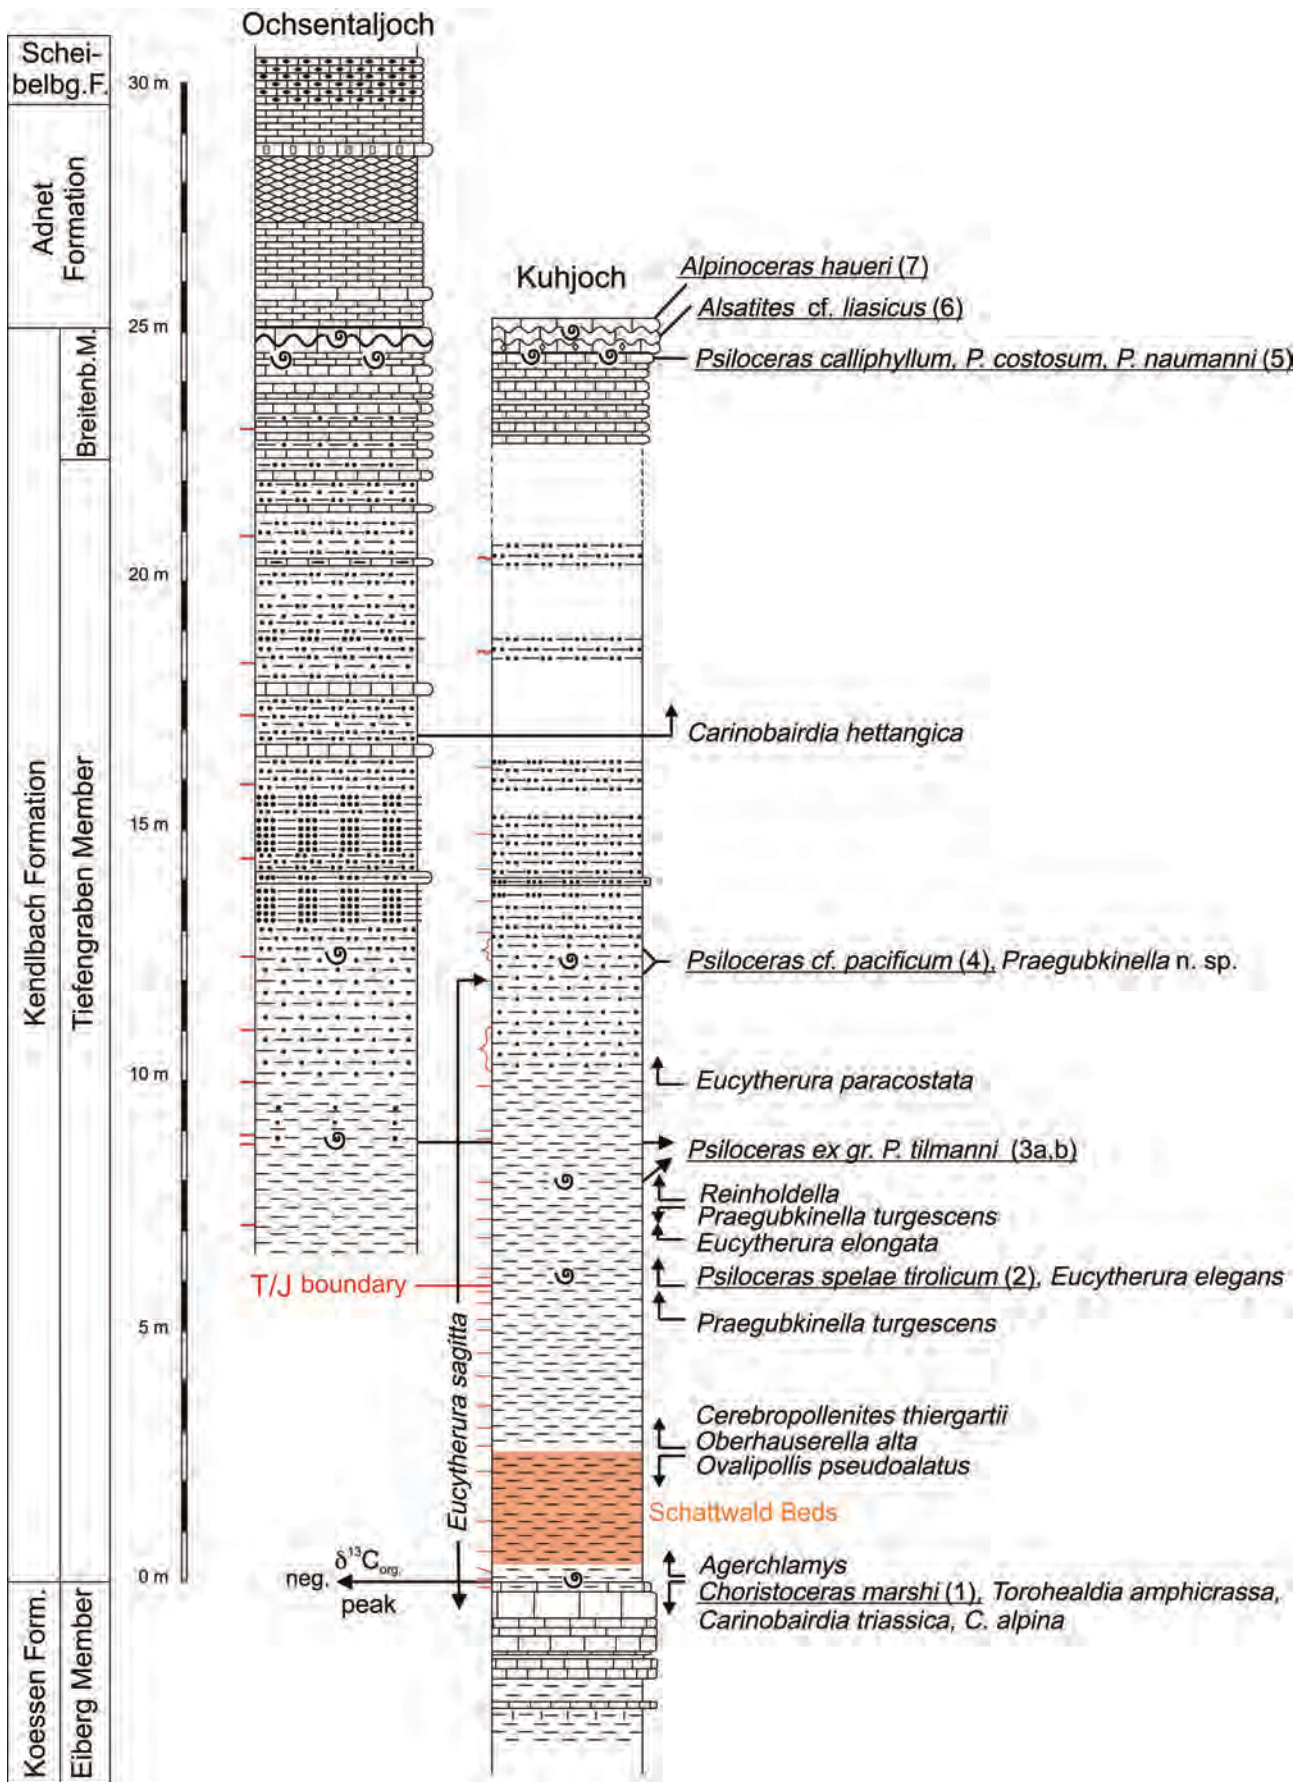 Ochsentaljoch
Schei-
belbg.F.
30 m
Adnet
Formation
Kuhjoch
Alpinoceras haueri (7)
Alsatites cf. liasicus (6)
25 m
Psiloceras calliphyllum, P. costosum, P. naumanni (5)
Breitenb.M.
20 m
Carinobairdia hettangica
Kendlbach Formation
Tiefengraben Member
15 m
Psiloceras cf. pacificum (4), Praegubkinella n. sp.
10 m
Eucytherura paracostata
Psiloceras ex gr. P. tilmanni (3a,b)
Reinholdella
Praegubkinella turgescens
Eucytherura elongata
T/J boundary
Psiloceras spelae tirolicum (2), Eucytherura elegans
5 m
Praegubkinella turgescens
Eucytherura sagitta
Cerebropollenites thiergartii
Oberhauserella alta
Ovalipollis pseudoalatus
Schattwald Beds
δ¹³Corg.
Agerchlamys
0 m
neg.
peak
Choristoceras marshi (1), Torohealdia amphicrassa,
Carinobairdia triassica, C. alpina
Koessen Form.
Eiberg Member